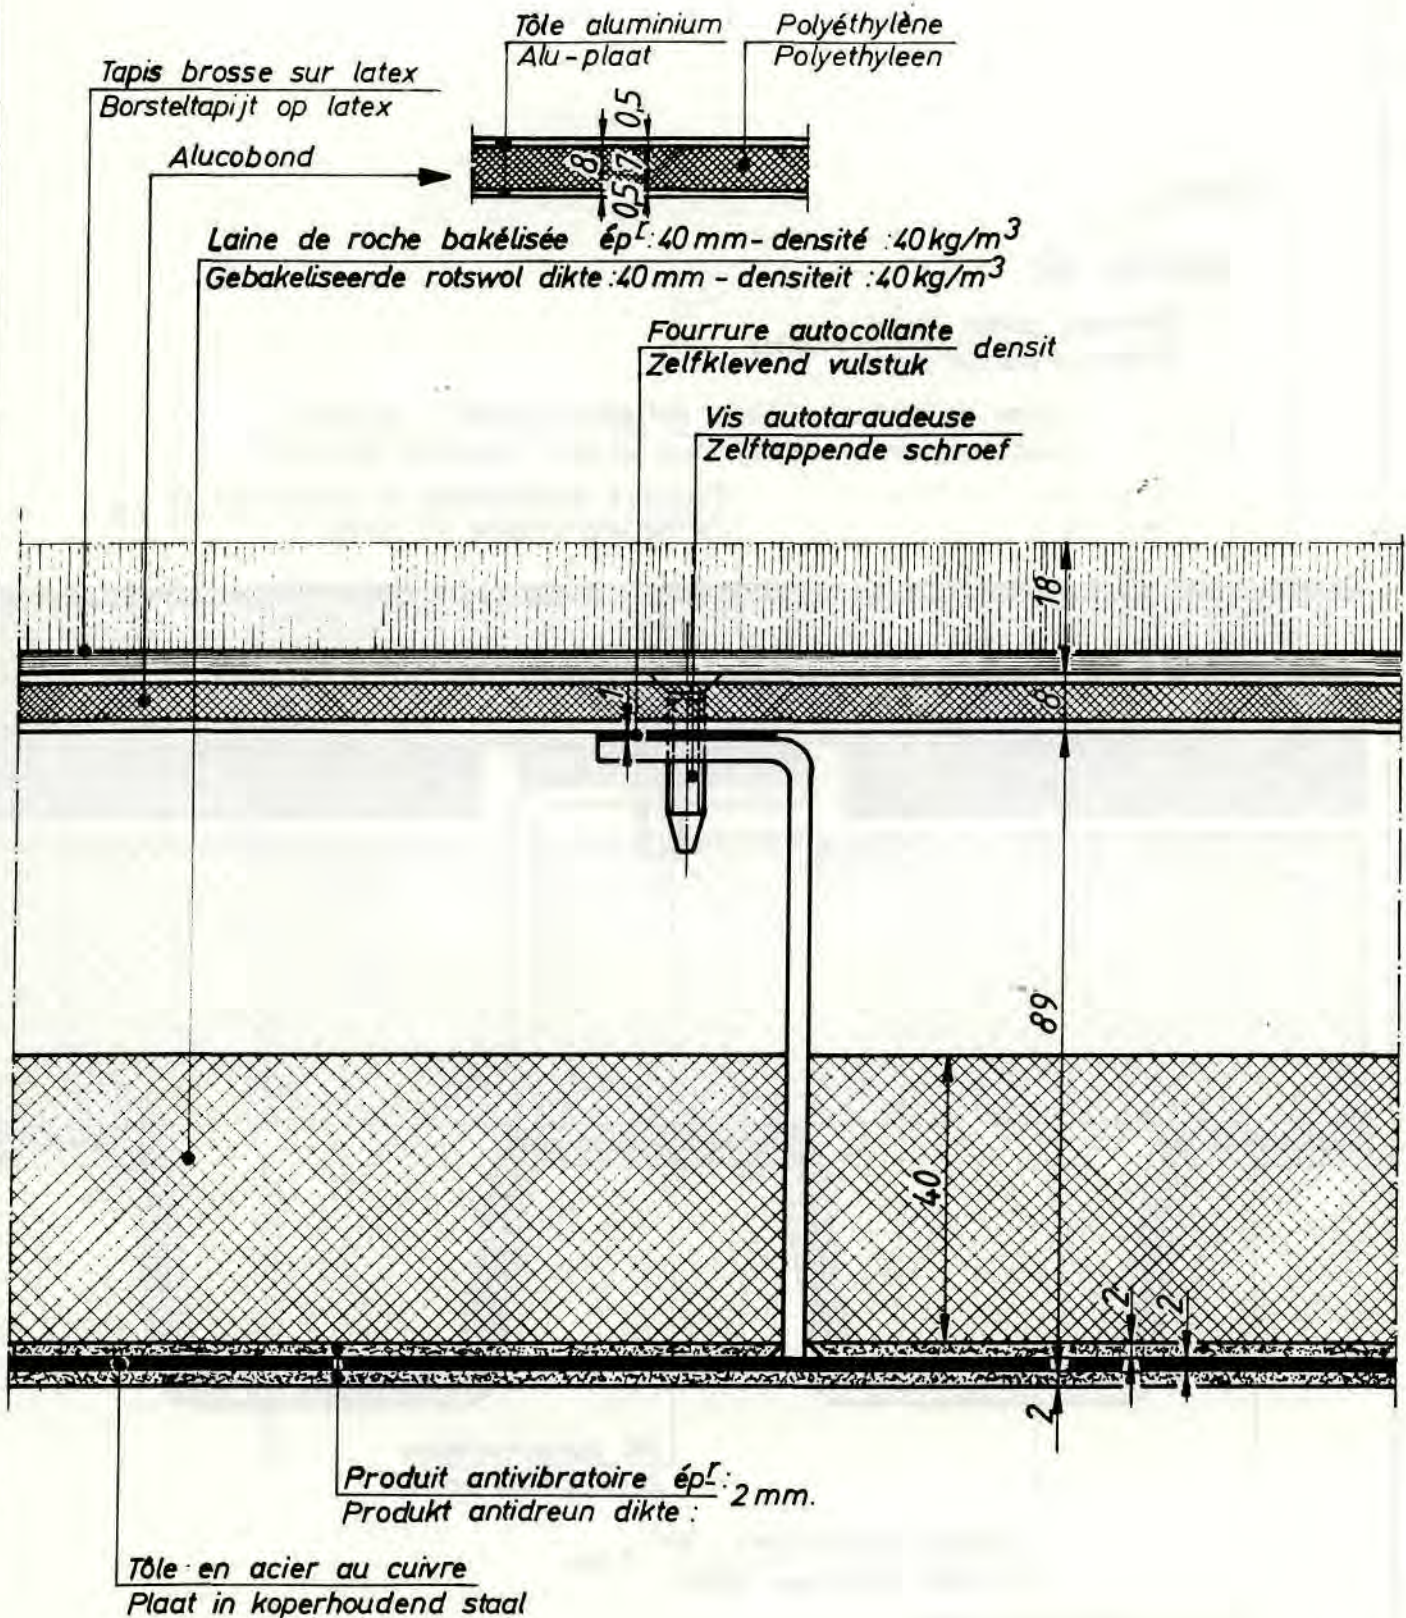 Tôle aluminium
Alu-plaat
Polyéthylène
Polyethyleen
Tapis brosse sur latex
Borsteltapijt op latex
Alucobond
0,5
8
7
0,5
Laine de roche bakélisée épr: 40 mm - densité : 40 kg/m3
Gebakeliseerde rotswol dikte : 40 mm - densiteit : 40 kg/m3
Fourrure autocollante
Zelfklevend vulstuk
densit
Vis autotaraudeuse
Zelftappende schroef
18
1
8
89
40
2
2
2
Produit antivibratoire épr:
Produkt antidreun dikte :
2 mm.
Tôle en acier au cuivre
Plaat in koperhoudend staal